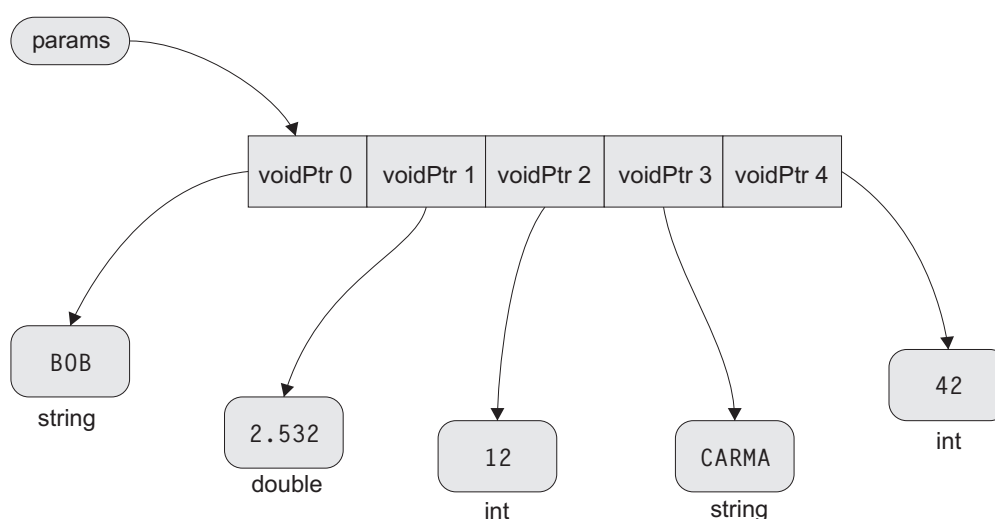 params
voidPtr 0 voidPtr 1 voidPtr 2 voidPtr 3 voidPtr 4
BOB
string
2.532
double
12
int
CARMA
string
42
int